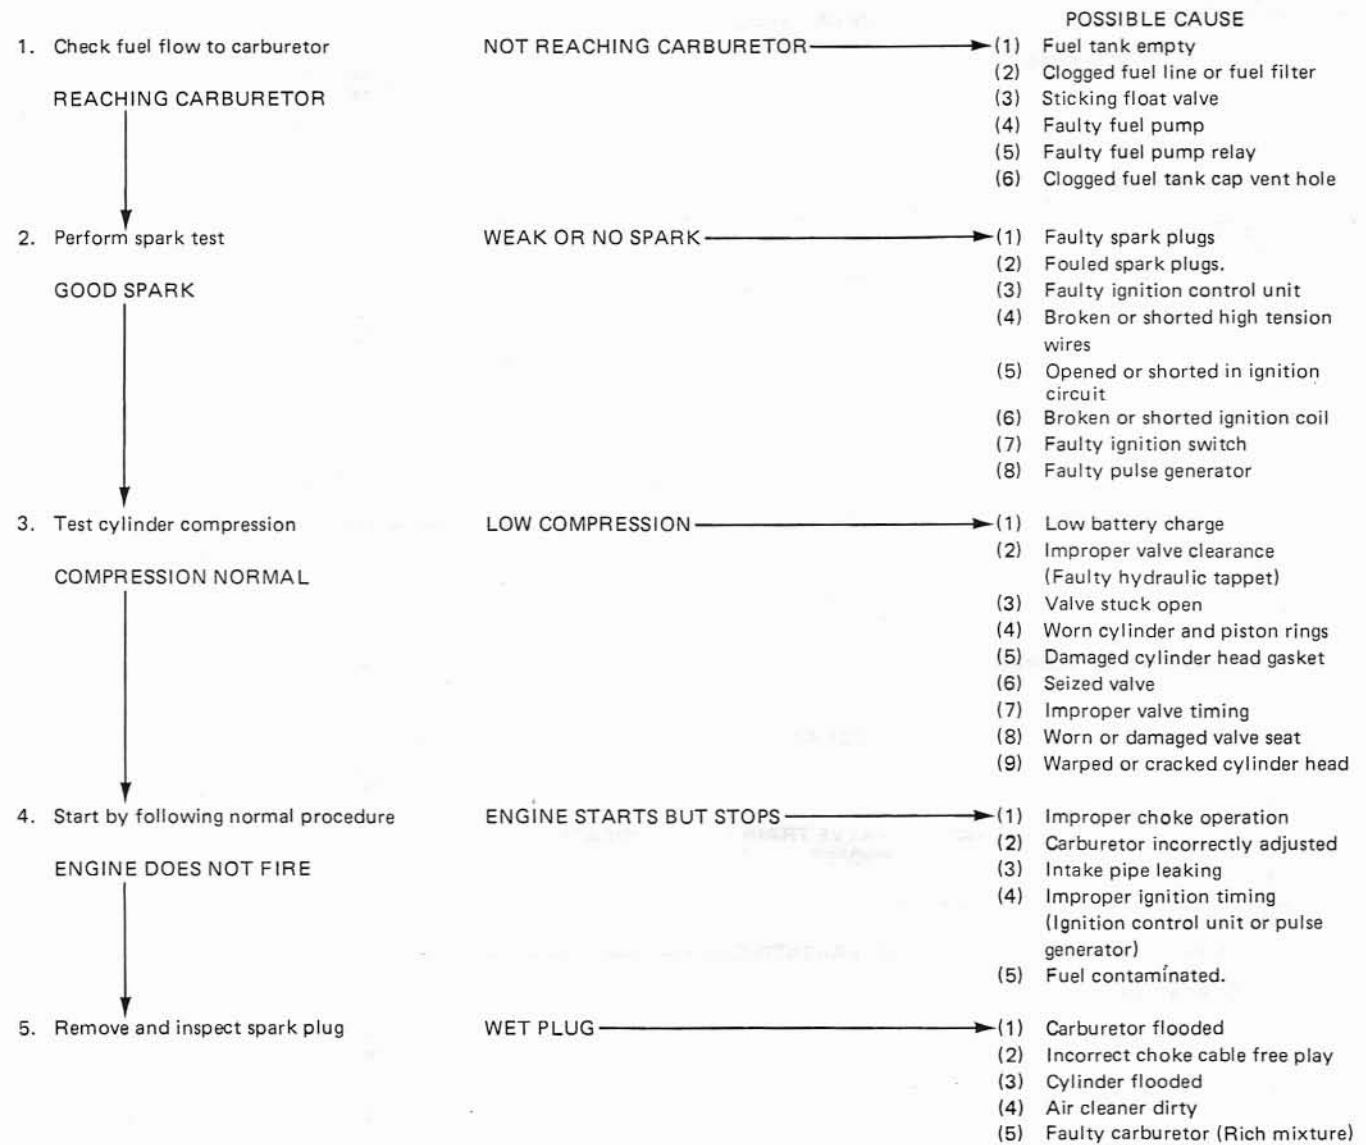 POSSIBLE CAUSE
1. Check fuel flow to carburetor
NOT REACHING CARBURETOR
(1) Fuel tank empty
(2) Clogged fuel line or fuel filter
REACHING CARBURETOR
(3) Sticking float valve
(4) Faulty fuel pump
(5) Faulty fuel pump relay
(6) Clogged fuel tank cap vent hole
2. Perform spark test
WEAK OR NO SPARK
(1) Faulty spark plugs
(2) Fouled spark plugs.
GOOD SPARK
(3) Faulty ignition control unit
(4) Broken or shorted high tension
wires
(5) Opened or shorted in ignition
circuit
(6) Broken or shorted ignition coil
(7) Faulty ignition switch
(8) Faulty pulse generator
3. Test cylinder compression
LOW COMPRESSION
(1) Low battery charge
(2) Improper valve clearance
(Faulty hydraulic tappet)
COMPRESSION NORMAL
(3) Valve stuck open
(4) Worn cylinder and piston rings
(5) Damaged cylinder head gasket
(6) Seized valve
(7) Improper valve timing
(8) Worn or damaged valve seat
(9) Warped or cracked cylinder head
4. Start by following normal procedure
ENGINE STARTS BUT STOPS
(1) Improper choke operation
(2) Carburetor incorrectly adjusted
ENGINE DOES NOT FIRE
(3) Intake pipe leaking
(4) Improper ignition timing
(Ignition control unit or pulse
generator)
(5) Fuel contaminated.
5. Remove and inspect spark plug
WET PLUG
(1) Carburetor flooded
(2) Incorrect choke cable free play
(3) Cylinder flooded
(4) Air cleaner dirty
(5) Faulty carburetor (Rich mixture)